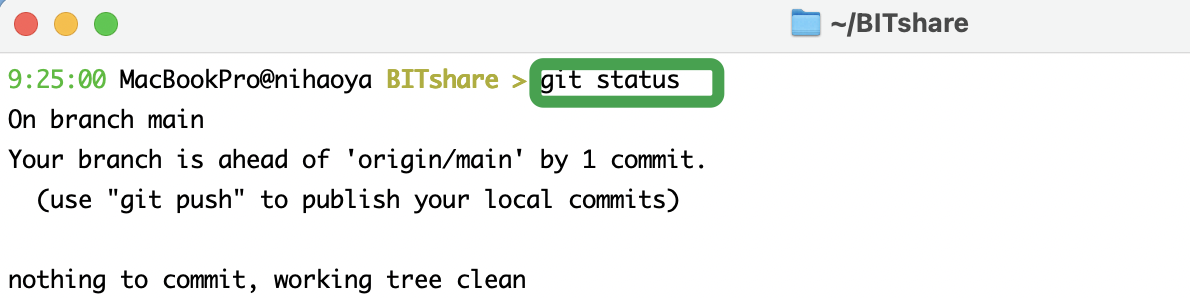 ~/BITshare
9:25:00 MacBookPro@nihaoya BITshare > git status
On branch main
Your branch is ahead of 'origin/main' by 1 commit.
  (use "git push" to publish your local commits)
nothing to commit, working tree clean